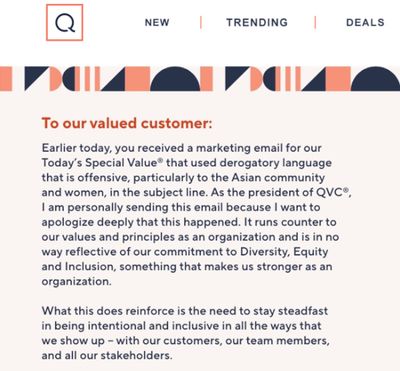 Q
NEW | TRENDING | DEALS
To our valued customer:
Earlier today, you received a marketing email for our
Today's Special Value® that used derogatory language
that is offensive, particularly to the Asian community
and women, in the subject line. As the president of QVC®,
I am personally sending this email because I want to
apologize deeply that this happened. It runs counter to
our values and principles as an organization and is in no
way reflective of our commitment to Diversity, Equity
and Inclusion, something that makes us stronger as an
organization.
What this does reinforce is the need to stay steadfast
in being intentional and inclusive in all the ways that
we show up – with our customers, our team members,
and all our stakeholders.